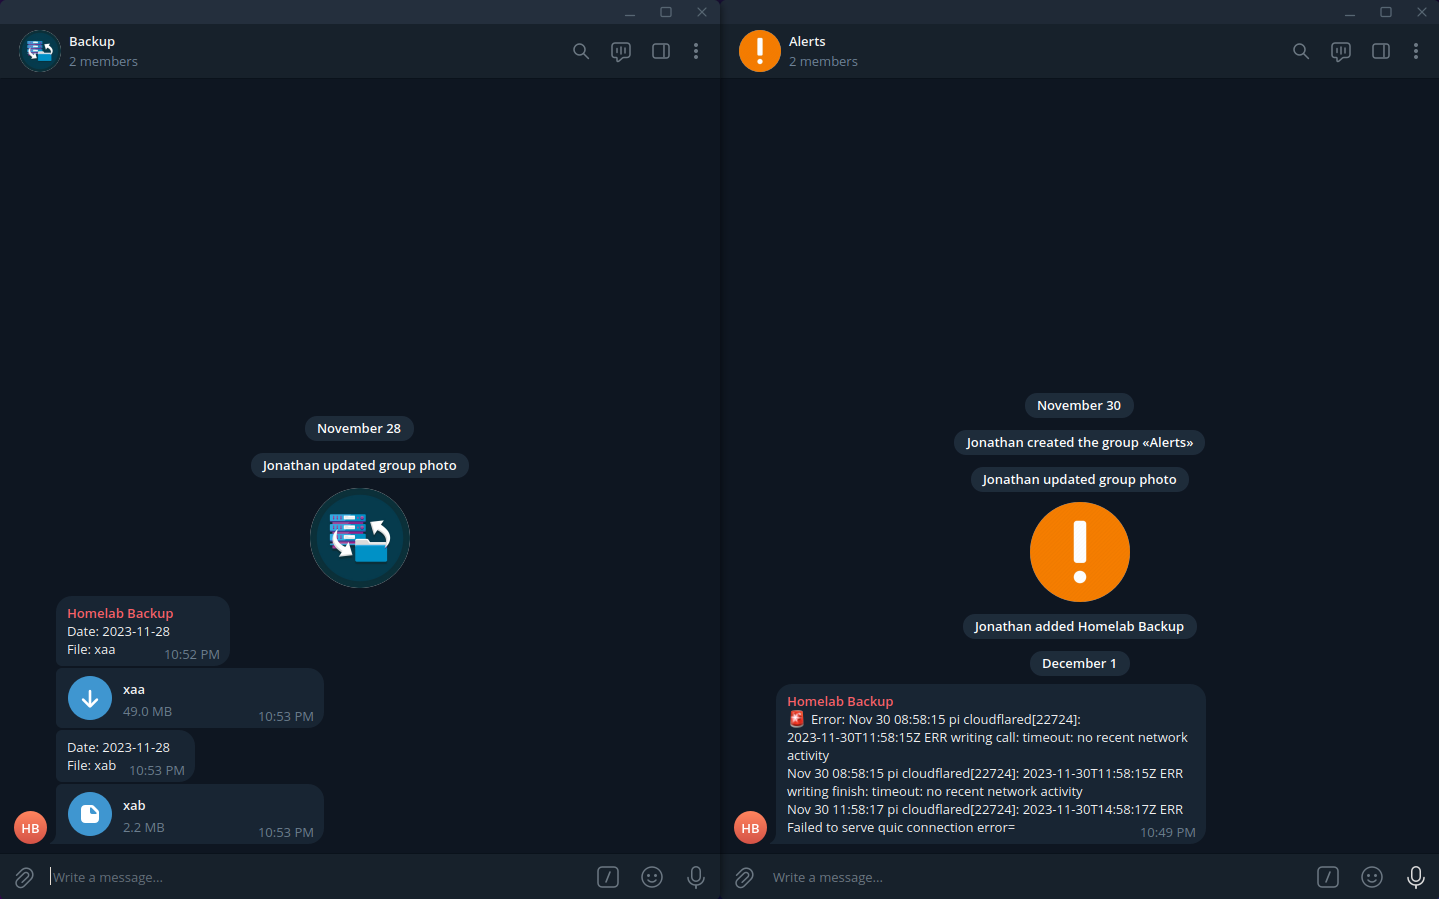 Backup
2 members
November 28
Jonathan updated group photo
Homelab Backup
Date: 2023-11-28
File: xaa
10:52 PM
xaa
49.0 MB
10:53 PM
Date: 2023-11-28
File: xab
10:53 PM
xab
2.2 MB
10:53 PM
HB
Write a message...
Alerts
2 members
November 30
Jonathan created the group «Alerts»
Jonathan updated group photo
Jonathan added Homelab Backup
December 1
Homelab Backup
🚨 Error: Nov 30 08:58:15 pi cloudflared[22724]:
2023-11-30T11:58:15Z ERR writing call: timeout: no recent network
activity
Nov 30 08:58:15 pi cloudflared[22724]: 2023-11-30T11:58:15Z ERR
writing finish: timeout: no recent network activity
Nov 30 11:58:17 pi cloudflared[22724]: 2023-11-30T14:58:17Z ERR
Failed to serve quic connection error=
10:49 PM
HB
Write a message...